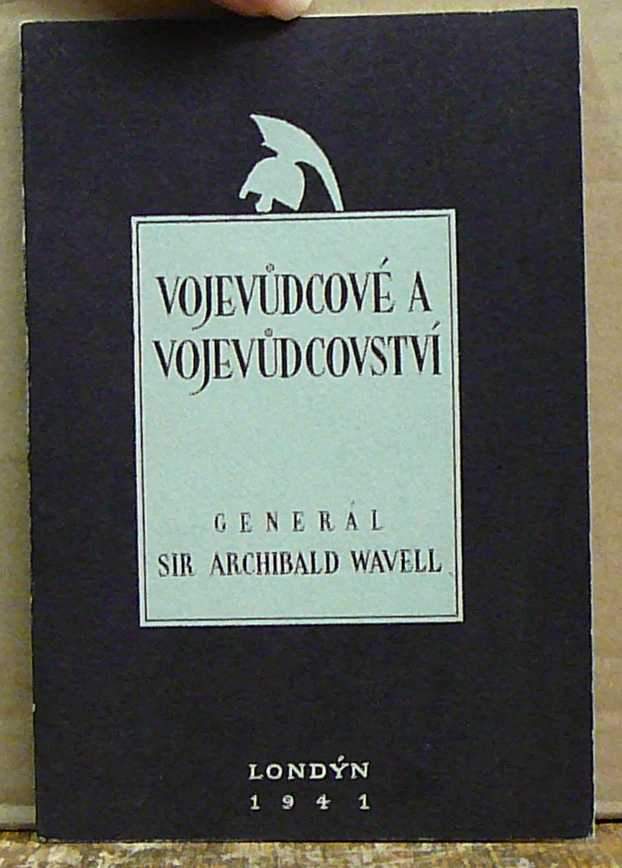 VOJEVŮDCOVÉ A
VOJEVŮDCOVSTVÍ
GENERÁL
SIR ARCHIBALD WAVELL
LONDÝN
1941